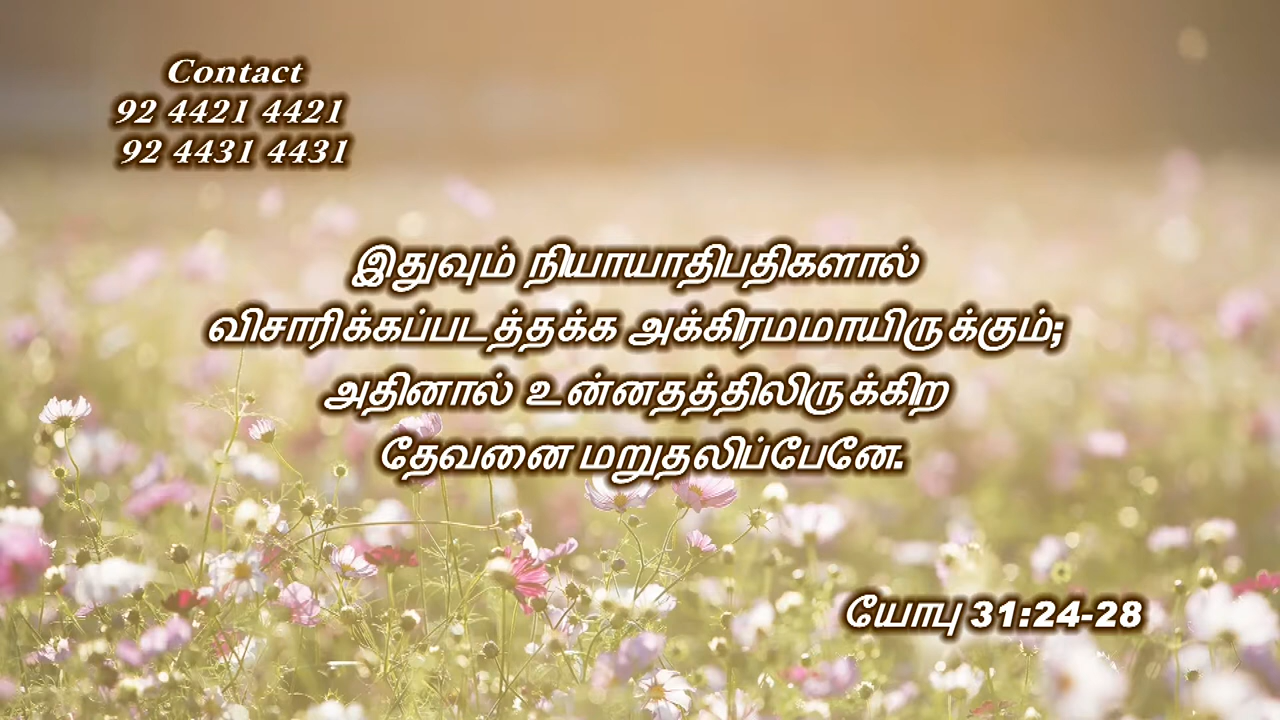 Contact
92 4421 4421
92 4431 4431
இதுவும் நியாயாதிபதிகளால்
விசாரிக்கப்படத்தக்க அக்கிரமமாயிருக்கும்;
அதினால் உன்னதத்திலிருக்கிற
தேவனை மறுதலிப்பேனே.
யோபு 31:24-28